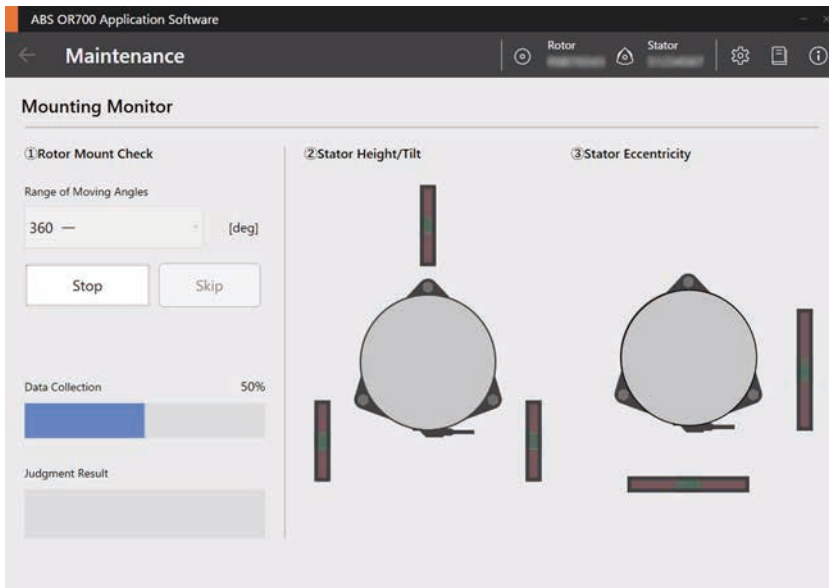 ABS OR700 Application Software
Maintenance
Rotor
Stator
Mounting Monitor
①Rotor Mount Check
Range of Moving Angles
360 —
[deg]
Stop
Skip
Data Collection
50%
Judgment Result
②Stator Height/Tilt
③Stator Eccentricity